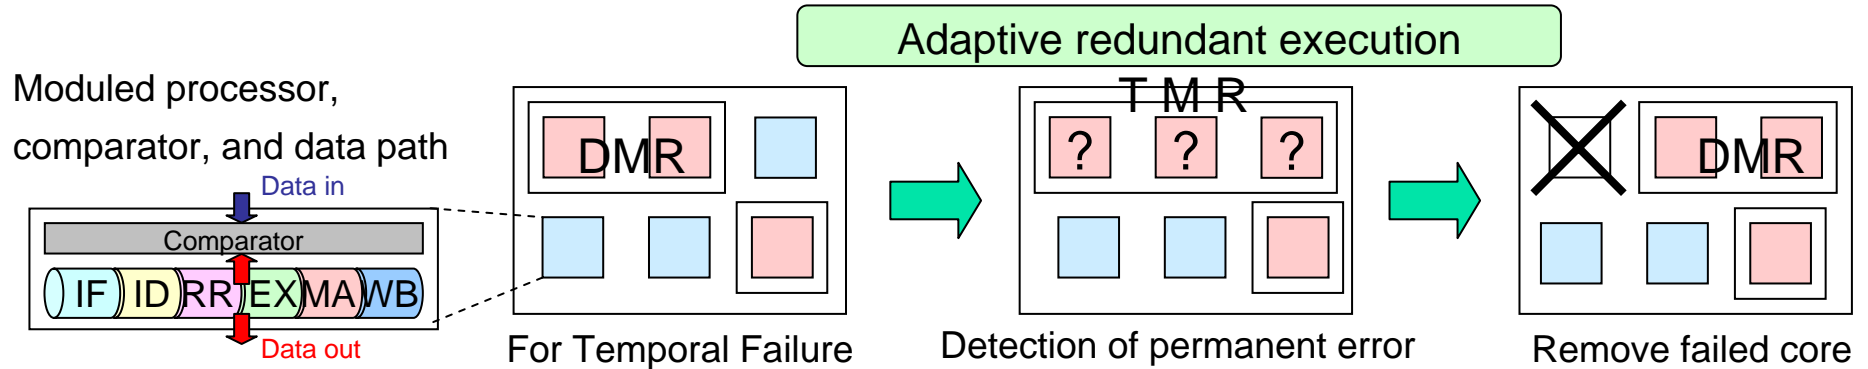 Adaptive redundant execution
Moduled processor,
comparator, and data path
Data in
Comparator
IF ID RR EX MA WB
Data out
DMR
For Temporal Failure
T M R
? ? ?
Detection of permanent error
DMR
Remove failed core